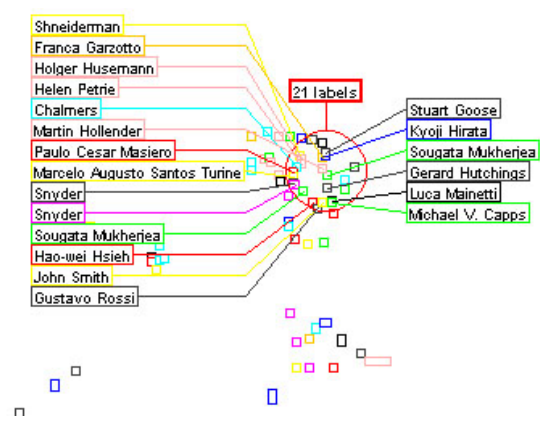 Shneiderman
Franca Garzotto
Holger Husemann
Helen Petrie
Chalmers
Martin Hollender
Paulo Cesar Masiero
Marcelo Augusto Santos Turine
Snyder
Snyder
Sougata Mukherjea
Hao-wei Hsieh
John Smith
Gustavo Rossi
21 labels
Stuart Goose
Kyoji Hirata
Sougata Mukherjea
Gerard Hutchings
Luca Mainetti
Michael V. Capps